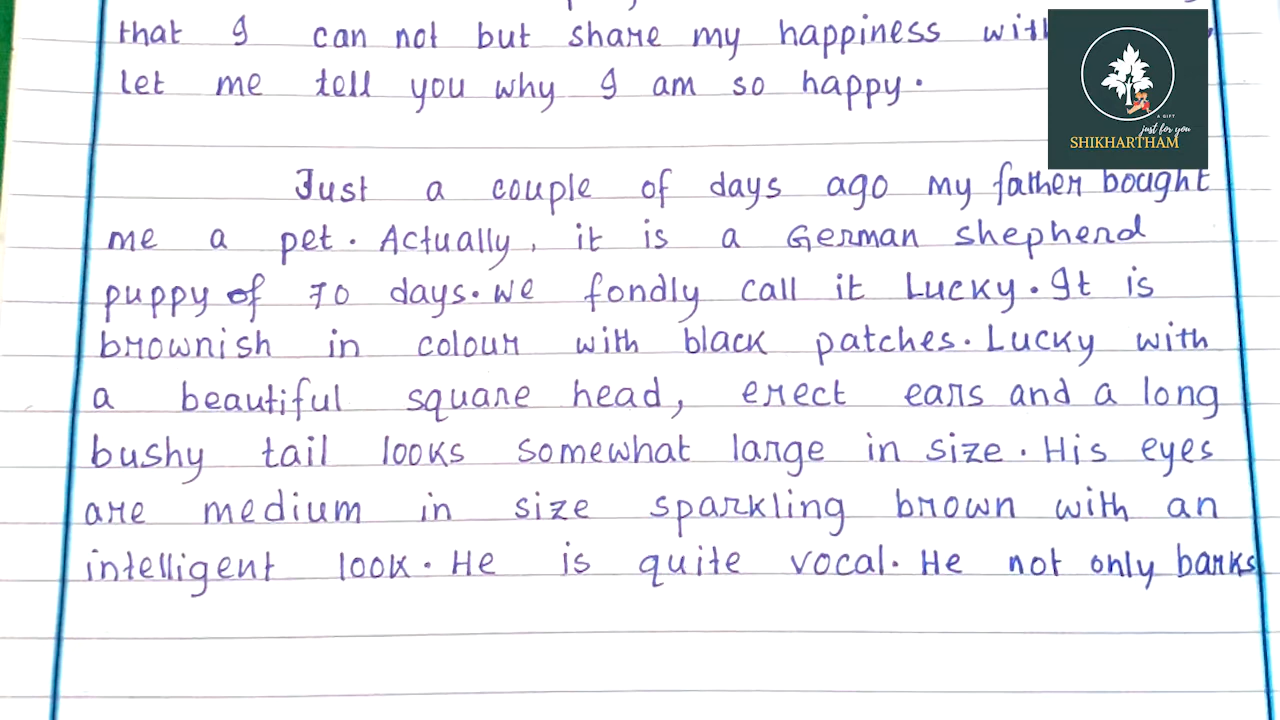 that I can not but share my happiness with
let me tell you why I am so happy.
A GIFT
just for you
SHIKHARTHAM
Just a couple of days ago my father bought
me a pet. Actually, it is a German shepherd
puppy of 70 days. We fondly call it Lucky. It is
brownish in colour with black patches. Lucky with
a beautiful square head, erect ears and a long
bushy tail looks somewhat large in size. His eyes
are medium in size sparkling brown with an
intelligent look. He is quite vocal. He not only barks